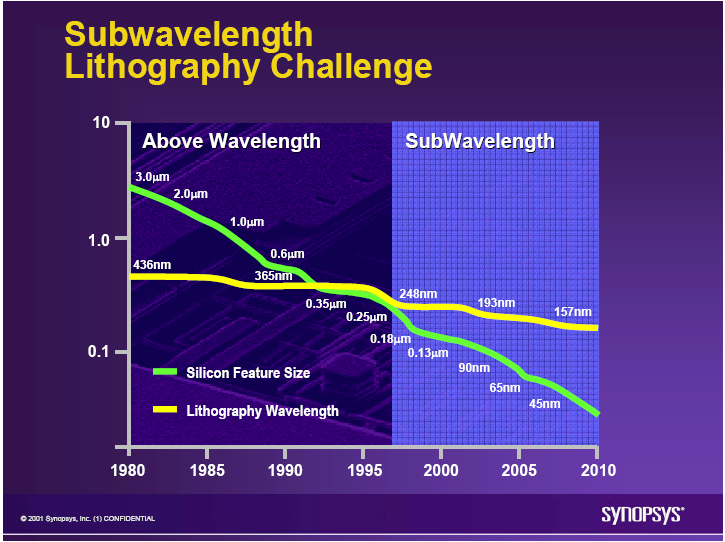 Subwavelength
Lithography Challenge
10
Above Wavelength
SubWavelength
3.0μm
2.0μm
1.0μm
1.0
0.6μm
436nm
365nm
248nm
0.35μm
193nm
157nm
0.25μm
0.18μm
0.13μm
0.1
90nm
65nm
45nm
Silicon Feature Size
Lithography Wavelength
1980 1985 1990 1995 2000 2005 2010
© 2001 Synopsys, Inc. (1) CONFIDENTIAL
SYNOPSYS®